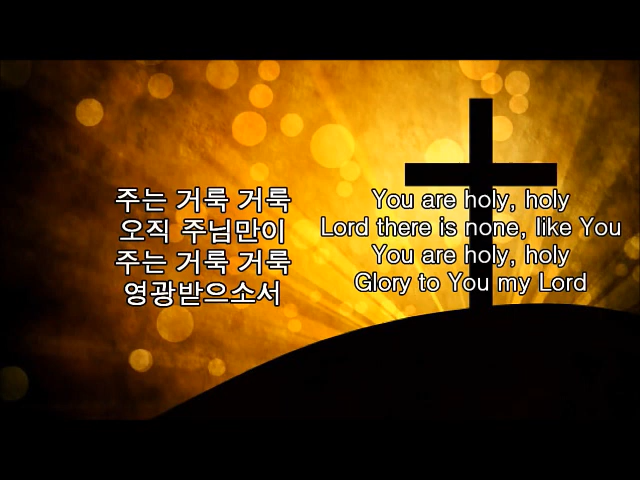 주는 거룩 거룩
오직 주님만이
주는 거룩 거룩
영광받으소서
You are holy, holy
Lord there is none, like You
You are holy, holy
Glory to You my Lord